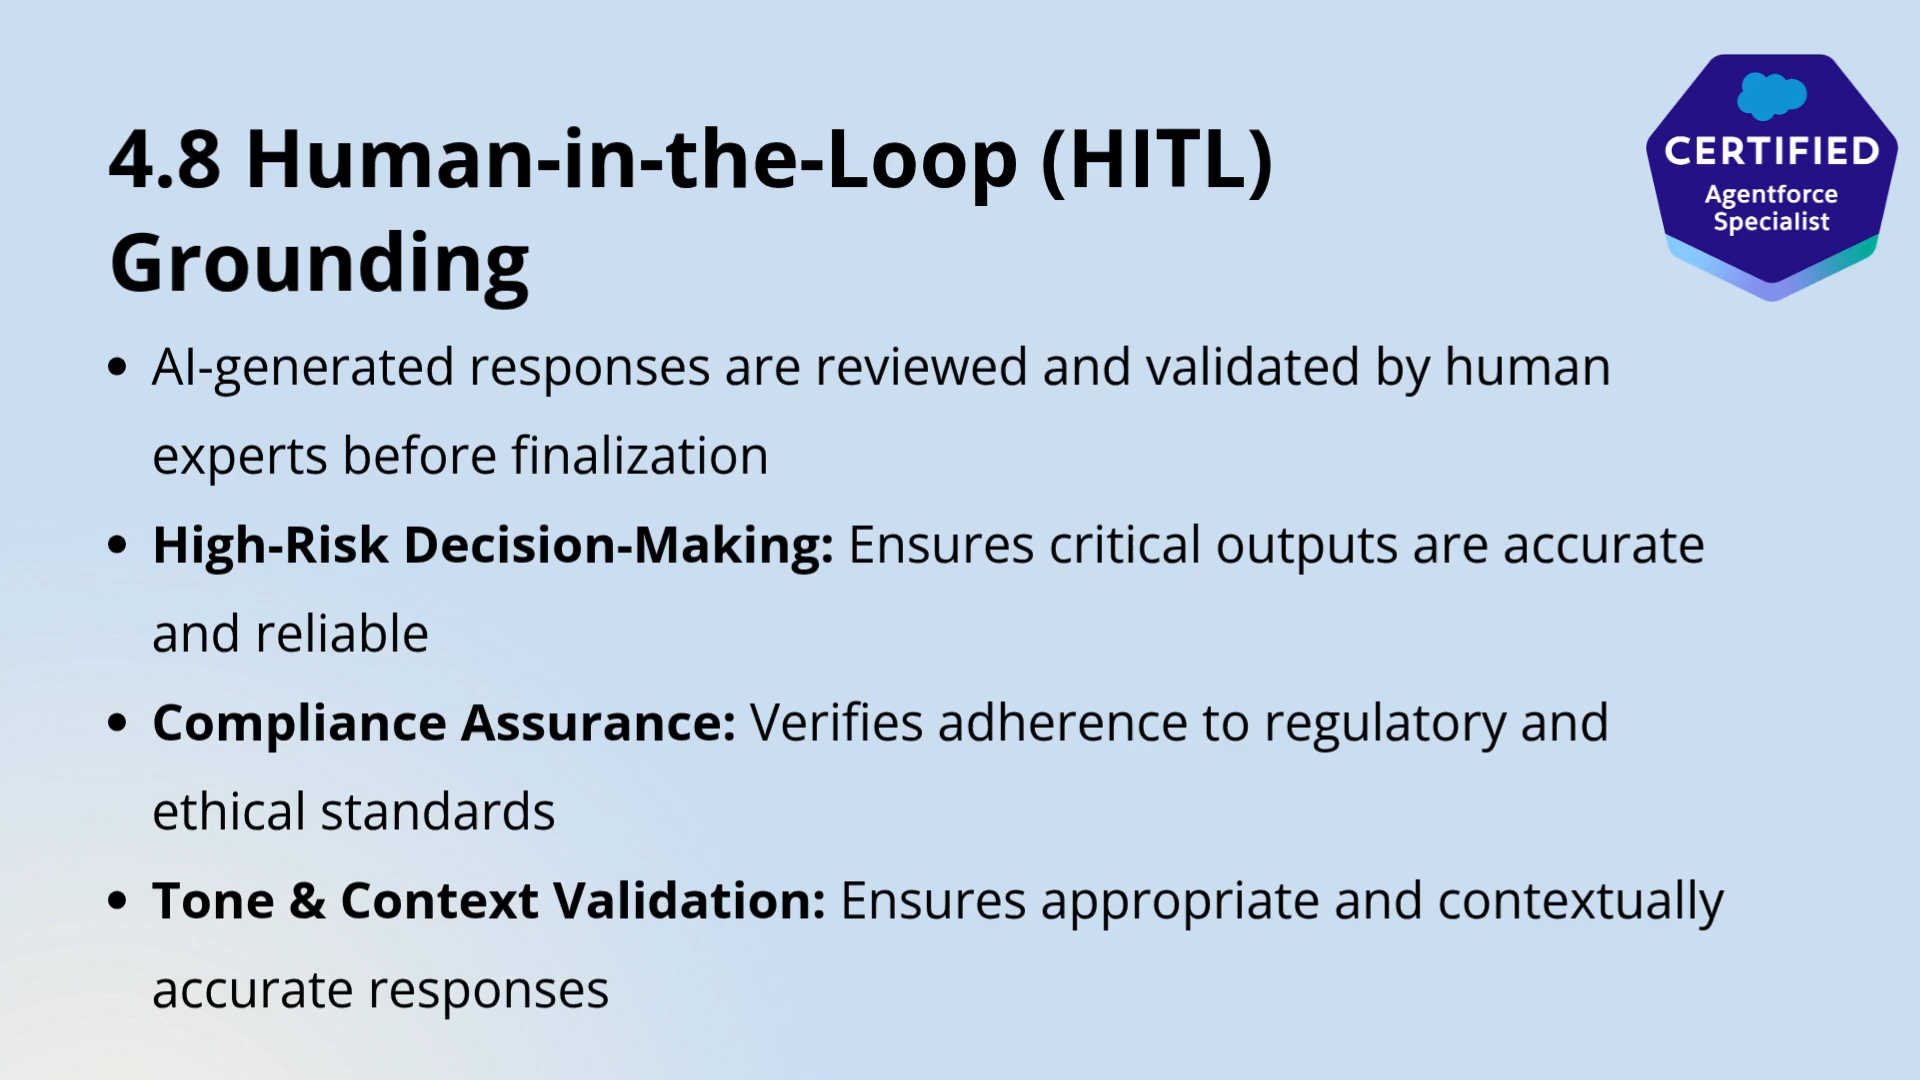 4.8 Human-in-the-Loop (HITL)
Grounding
CERTIFIED
Agentforce
Specialist
• AI-generated responses are reviewed and validated by human
experts before finalization
• High-Risk Decision-Making: Ensures critical outputs are accurate
and reliable
• Compliance Assurance: Verifies adherence to regulatory and
ethical standards
• Tone & Context Validation: Ensures appropriate and contextually
accurate responses